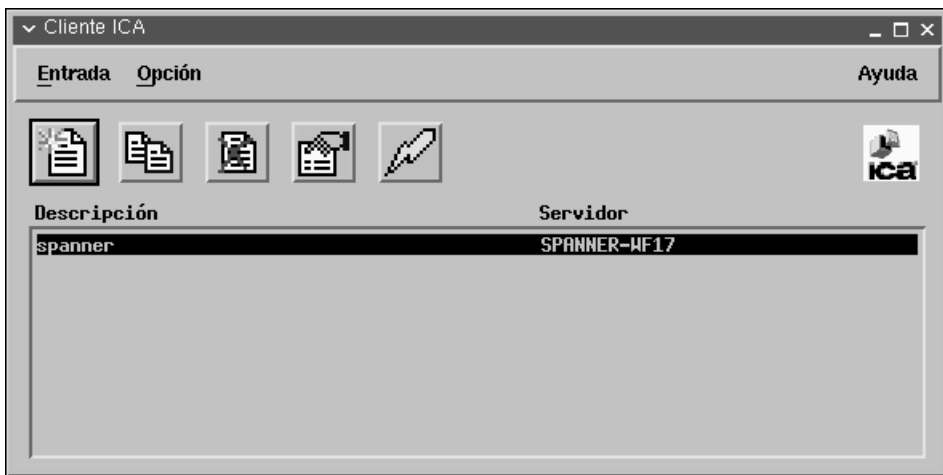 Cliente ICA
Entrada Opción Ayuda
ica
Descripción Servidor
spanner SPANNER-WF17